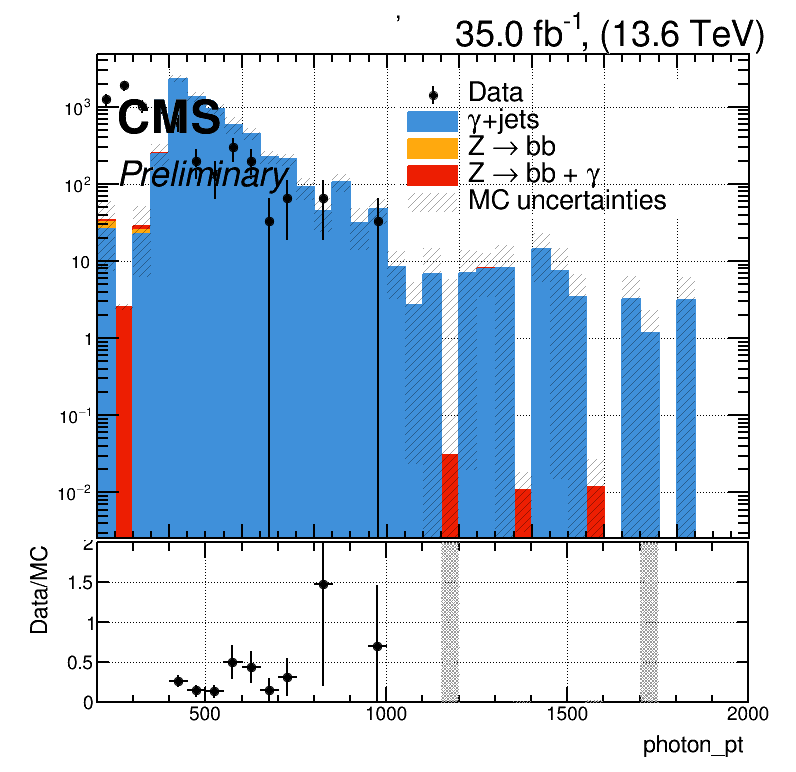 ,
35.0 fb⁻¹, (13.6 TeV)
CMS
Preliminary
Data
γ+jets
Z → bb
Z → bb + γ
MC uncertainties
10³
10²
10
1
10⁻¹
10⁻²
Data/MC
2
1.5
1
0.5
0
500 1000 1500 2000
photon_pt